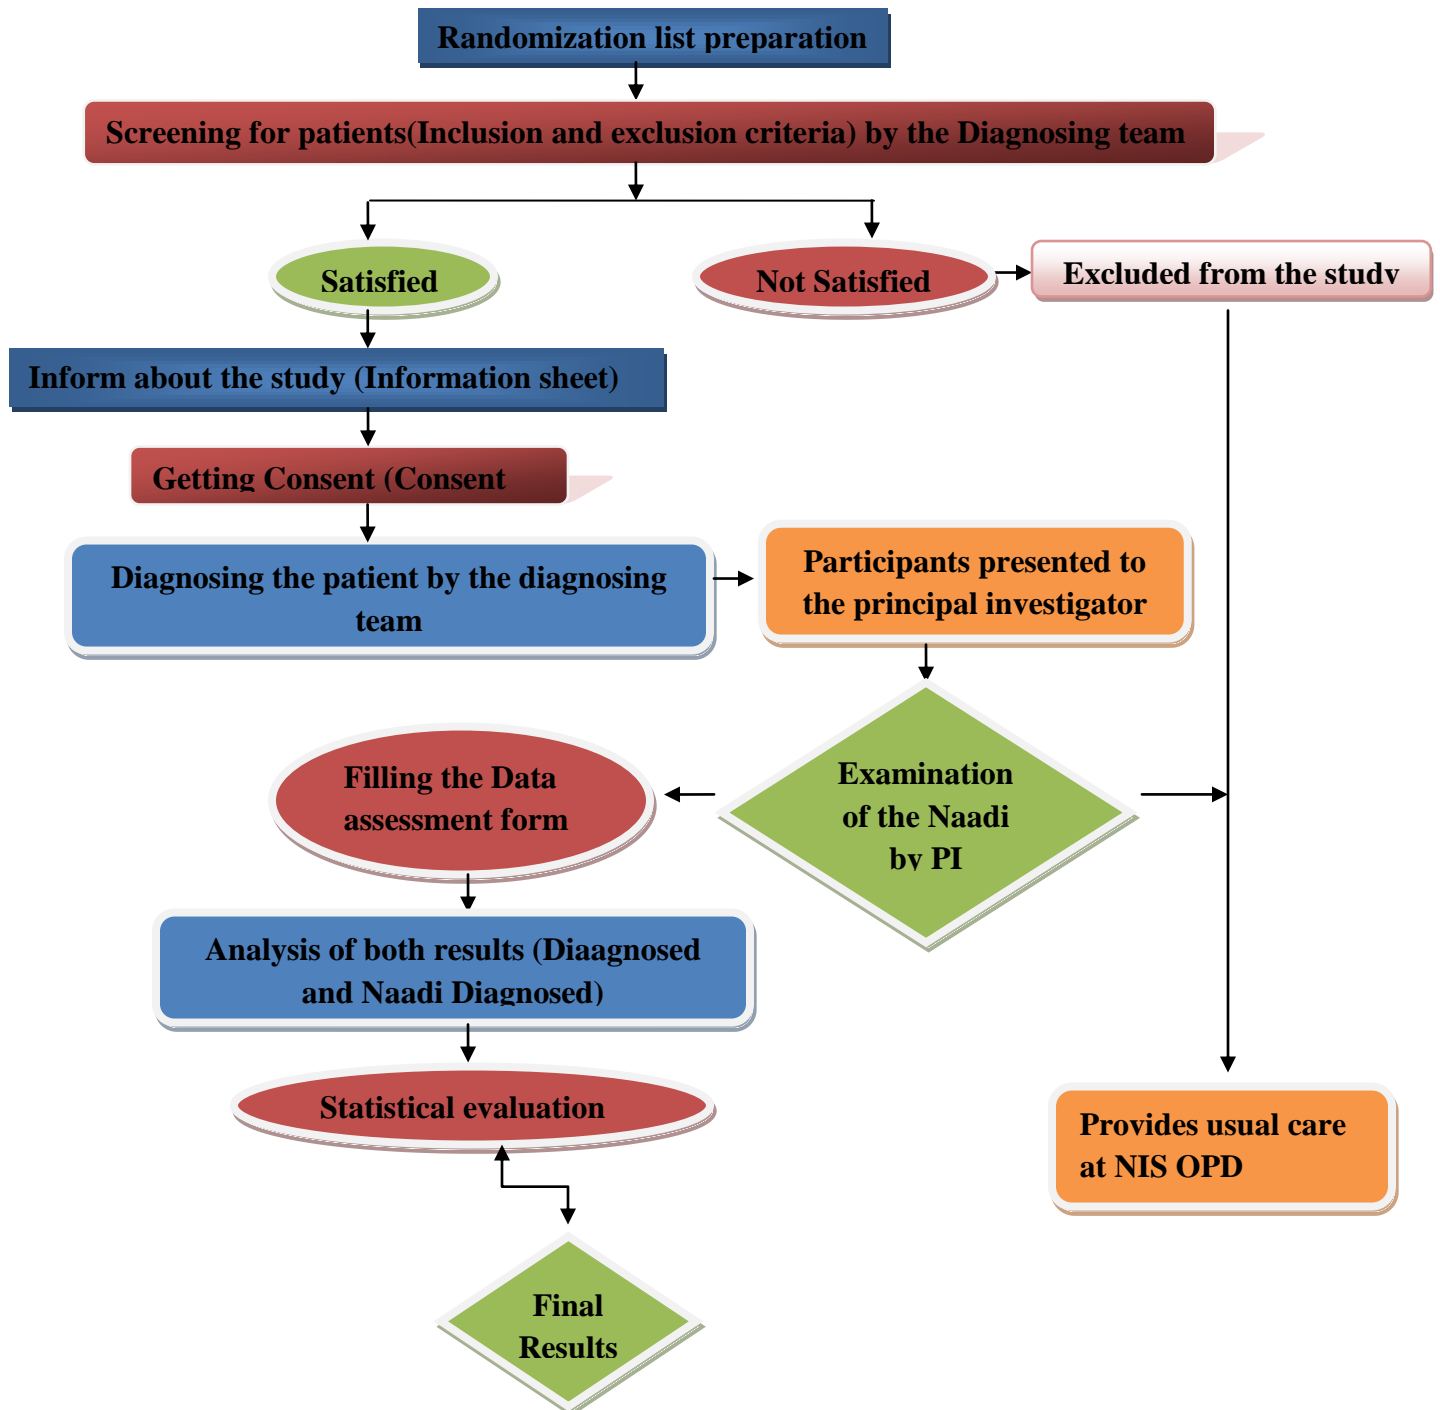 Randomization list preparation
Screening for patients(Inclusion and exclusion criteria) by the Diagnosing team
Satisfied
Not Satisfied
Excluded from the study
Inform about the study (Information sheet)
Getting Consent (Consent
Diagnosing the patient by the diagnosing
team
Participants presented to
the principal investigator
Examination
of the Naadi
by PI
Filling the Data
assessment form
Analysis of both results (Diaagnosed
and Naadi Diagnosed)
Statistical evaluation
Provides usual care
at NIS OPD
Final
Results